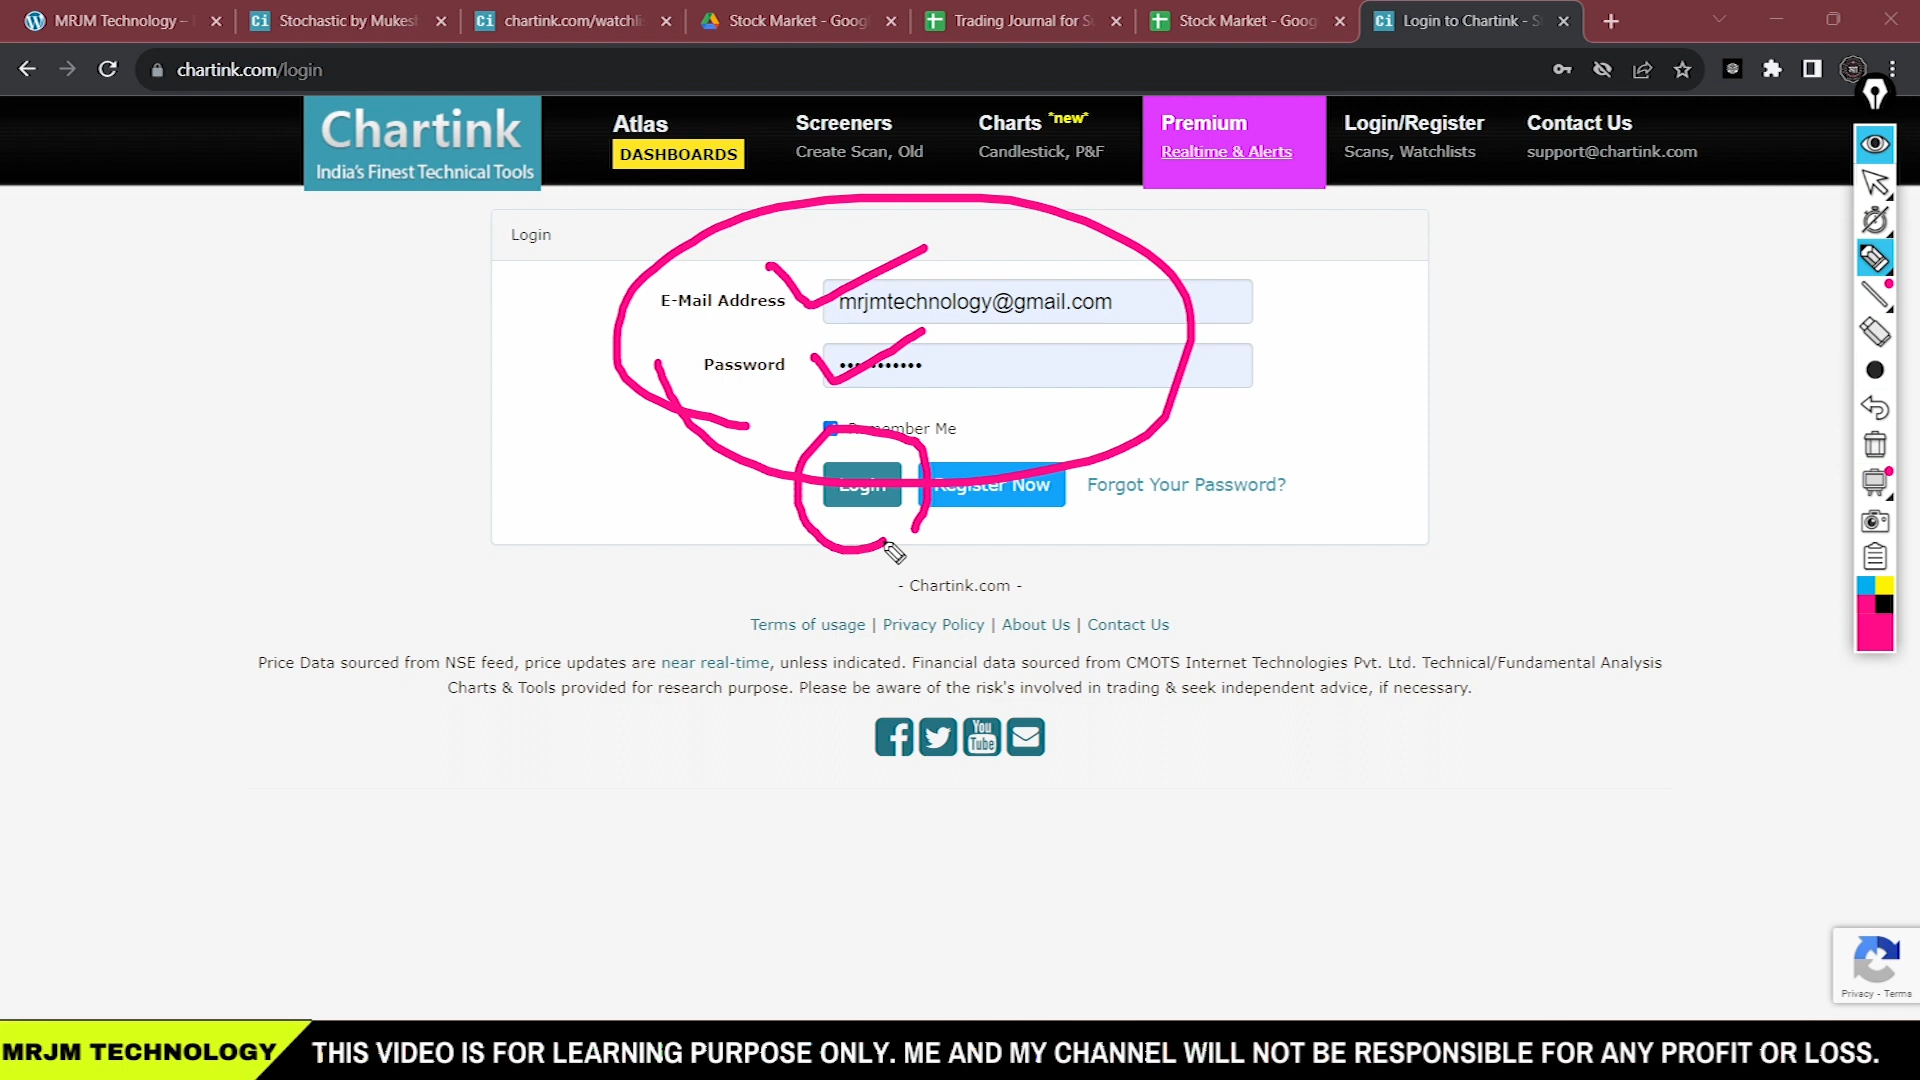 MRJM Technology –
Stochastic by Mukes
chartink.com/watchli
Stock Market - Goog
Trading Journal for S
Stock Market - Goog
Login to Chartink - S
chartink.com/login
Chartink
India's Finest Technical Tools
Atlas
DASHBOARDS
Screeners
Create Scan, Old
Charts *new*
Candlestick, P&F
Premium
Realtime & Alerts
Login/Register
Scans, Watchlists
Contact Us
support@chartink.com
Login
E-Mail Address
mrjmtechnology@gmail.com
Password
Remember Me
Login
Register Now
Forgot Your Password?
- Chartink.com -
Terms of usage | Privacy Policy | About Us | Contact Us
Price Data sourced from NSE feed, price updates are near real-time, unless indicated. Financial data sourced from CMOTS Internet Technologies Pvt. Ltd. Technical/Fundamental Analysis
Charts & Tools provided for research purpose. Please be aware of the risk's involved in trading & seek independent advice, if necessary.
You
Tube
Privacy - Terms
MRJM TECHNOLOGY
THIS VIDEO IS FOR LEARNING PURPOSE ONLY. ME AND MY CHANNEL WILL NOT BE RESPONSIBLE FOR ANY PROFIT OR LOSS.